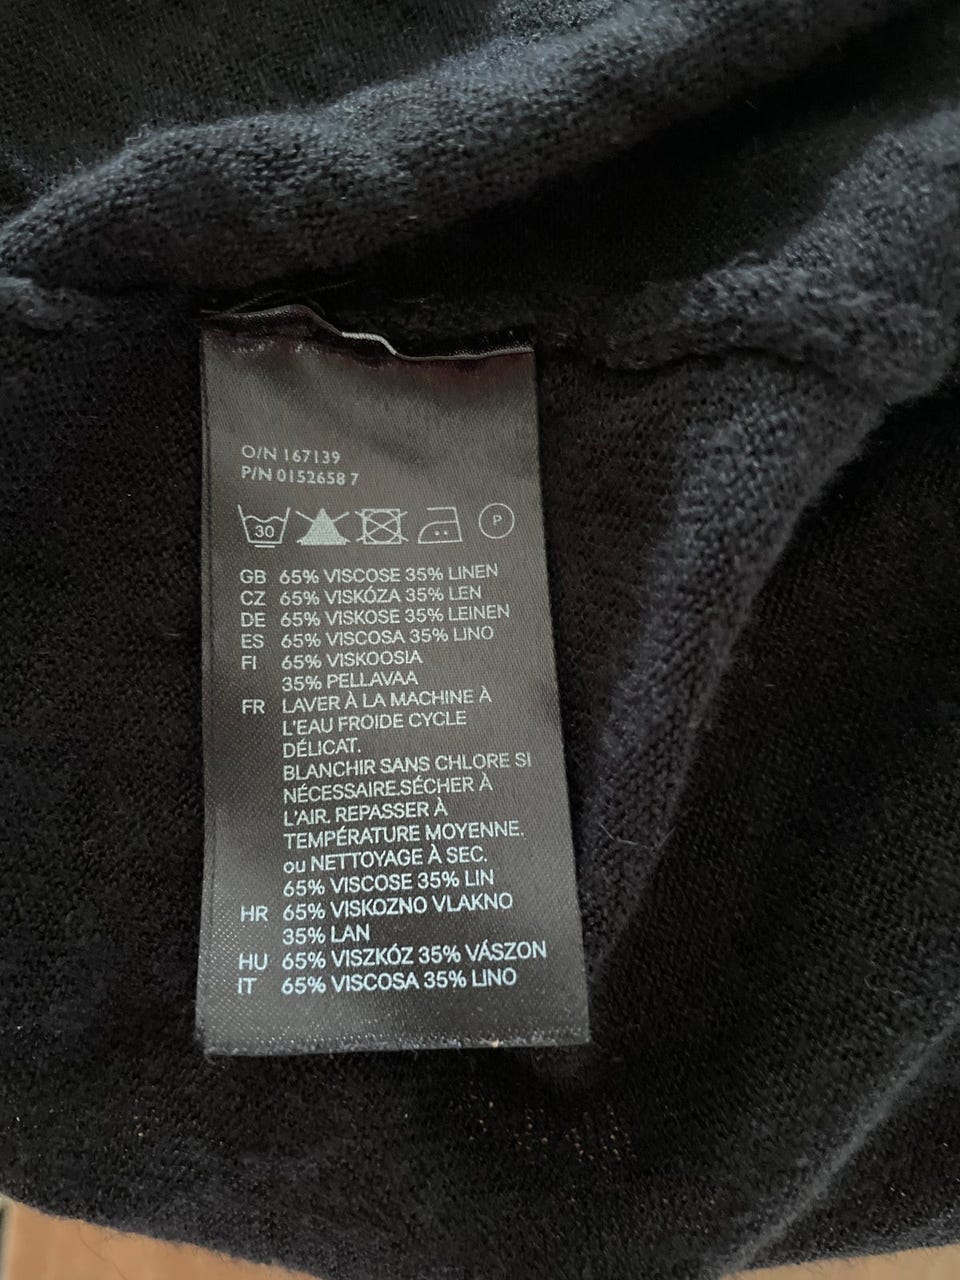 O/N 167139
P/N 0152658 7
30 P
GB 65% VISCOSE 35% LINEN
CZ 65% VISKÓZA 35% LEN
DE 65% VISKOSE 35% LEINEN
ES 65% VISCOSA 35% LINO
FI 65% VISKOOSIA
35% PELLAVAA
FR LAVER À LA MACHINE À
L'EAU FROIDE CYCLE
DÉLICAT.
BLANCHIR SANS CHLORE SI
NÉCESSAIRE.SÉCHER À
L'AIR. REPASSER À
TEMPÉRATURE MOYENNE.
ou NETTOYAGE À SEC.
65% VISCOSE 35% LIN
HR 65% VISKOZNO VLAKNO
35% LAN
HU 65% VISZKÓZ 35% VÁSZON
IT 65% VISCOSA 35% LINO